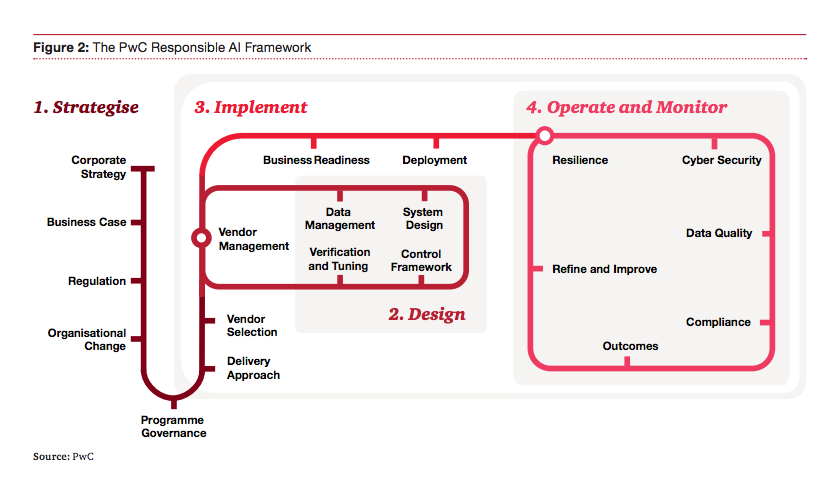 Figure 2: The PwC Responsible AI Framework
1. Strategise
3. Implement
4. Operate and Monitor
Corporate
Strategy
Business Case
Regulation
Organisational
Change
Programme
Governance
Business Readiness
Deployment
Vendor
Management
Data
Management
System
Design
Verification
and Tuning
Control
Framework
2. Design
Vendor
Selection
Delivery
Approach
Resilience
Cyber Security
Data Quality
Refine and Improve
Compliance
Outcomes
Source: PwC